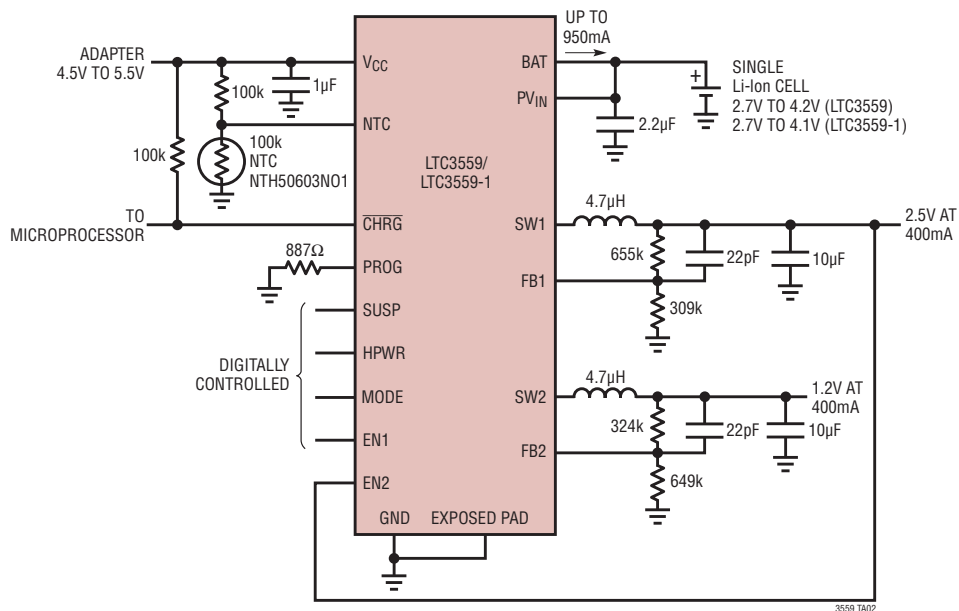 UP TO
950mA
ADAPTER
4.5V TO 5.5V
VCC
BAT
+
SINGLE
Li-Ion CELL
2.7V TO 4.2V (LTC3559)
2.7V TO 4.1V (LTC3559-1)
100k
1µF
PVIN
2.2µF
NTC
100k
100k
NTC
NTH50603NO1
LTC3559/
LTC3559-1
TO
MICROPROCESSOR
CHRG
4.7µH
SW1
2.5V AT
400mA
655k
22pF
10µF
887Ω
PROG
FB1
309k
SUSP
HPWR
DIGITALLY
CONTROLLED
MODE
EN1
EN2
4.7µH
SW2
1.2V AT
400mA
324k
22pF
10µF
FB2
649k
GND
EXPOSED PAD
3559 TA02